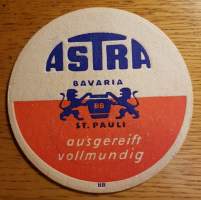 ASTRA
BAVARIA
BB
ST. PAULI
ausgereift
vollmundig